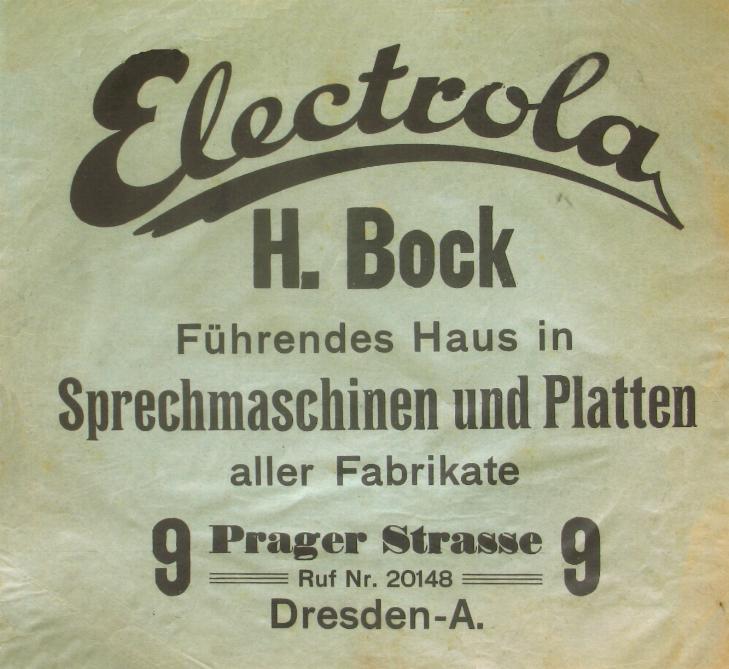 Electrola
H. Bock
Führendes Haus in
Sprechmaschinen und Platten
aller Fabrikate
9 Prager Strasse 9
Ruf Nr. 20148
Dresden-A.